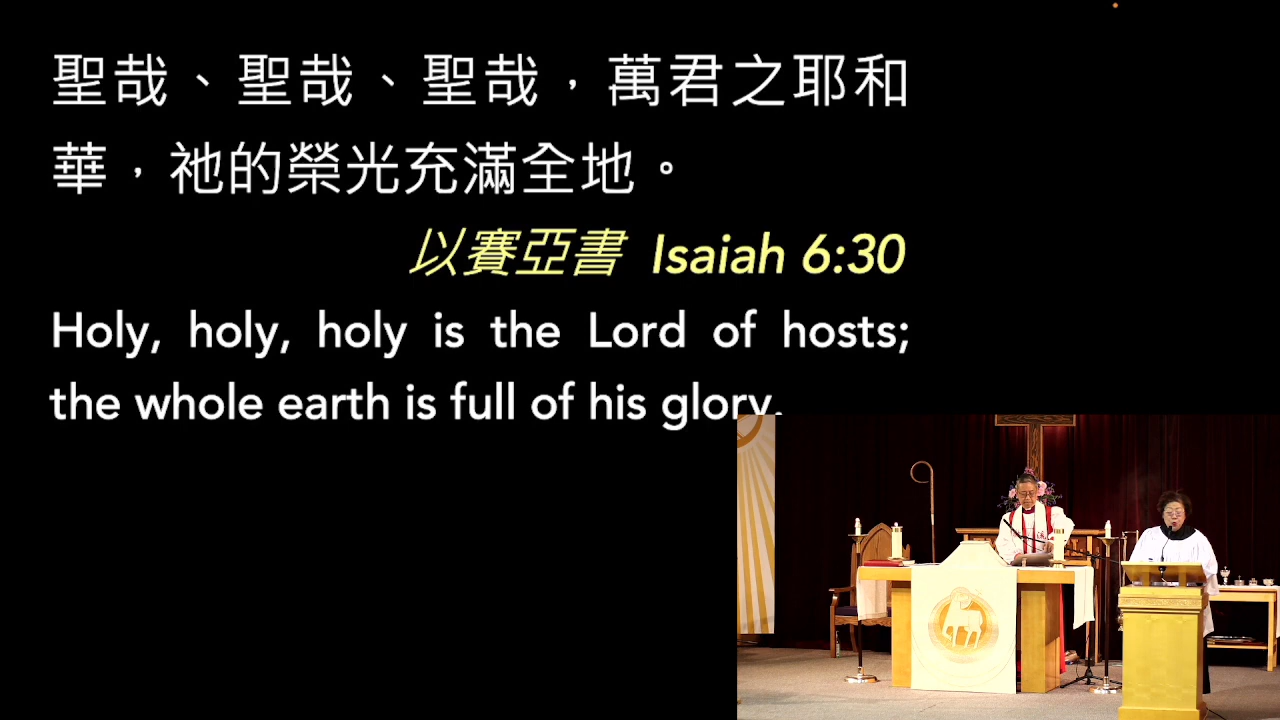 聖哉、聖哉、聖哉，萬君之耶和
華，祂的榮光充滿全地。
以賽亞書 Isaiah 6:30
Holy, holy, holy is the Lord of hosts;
the whole earth is full of his glory.